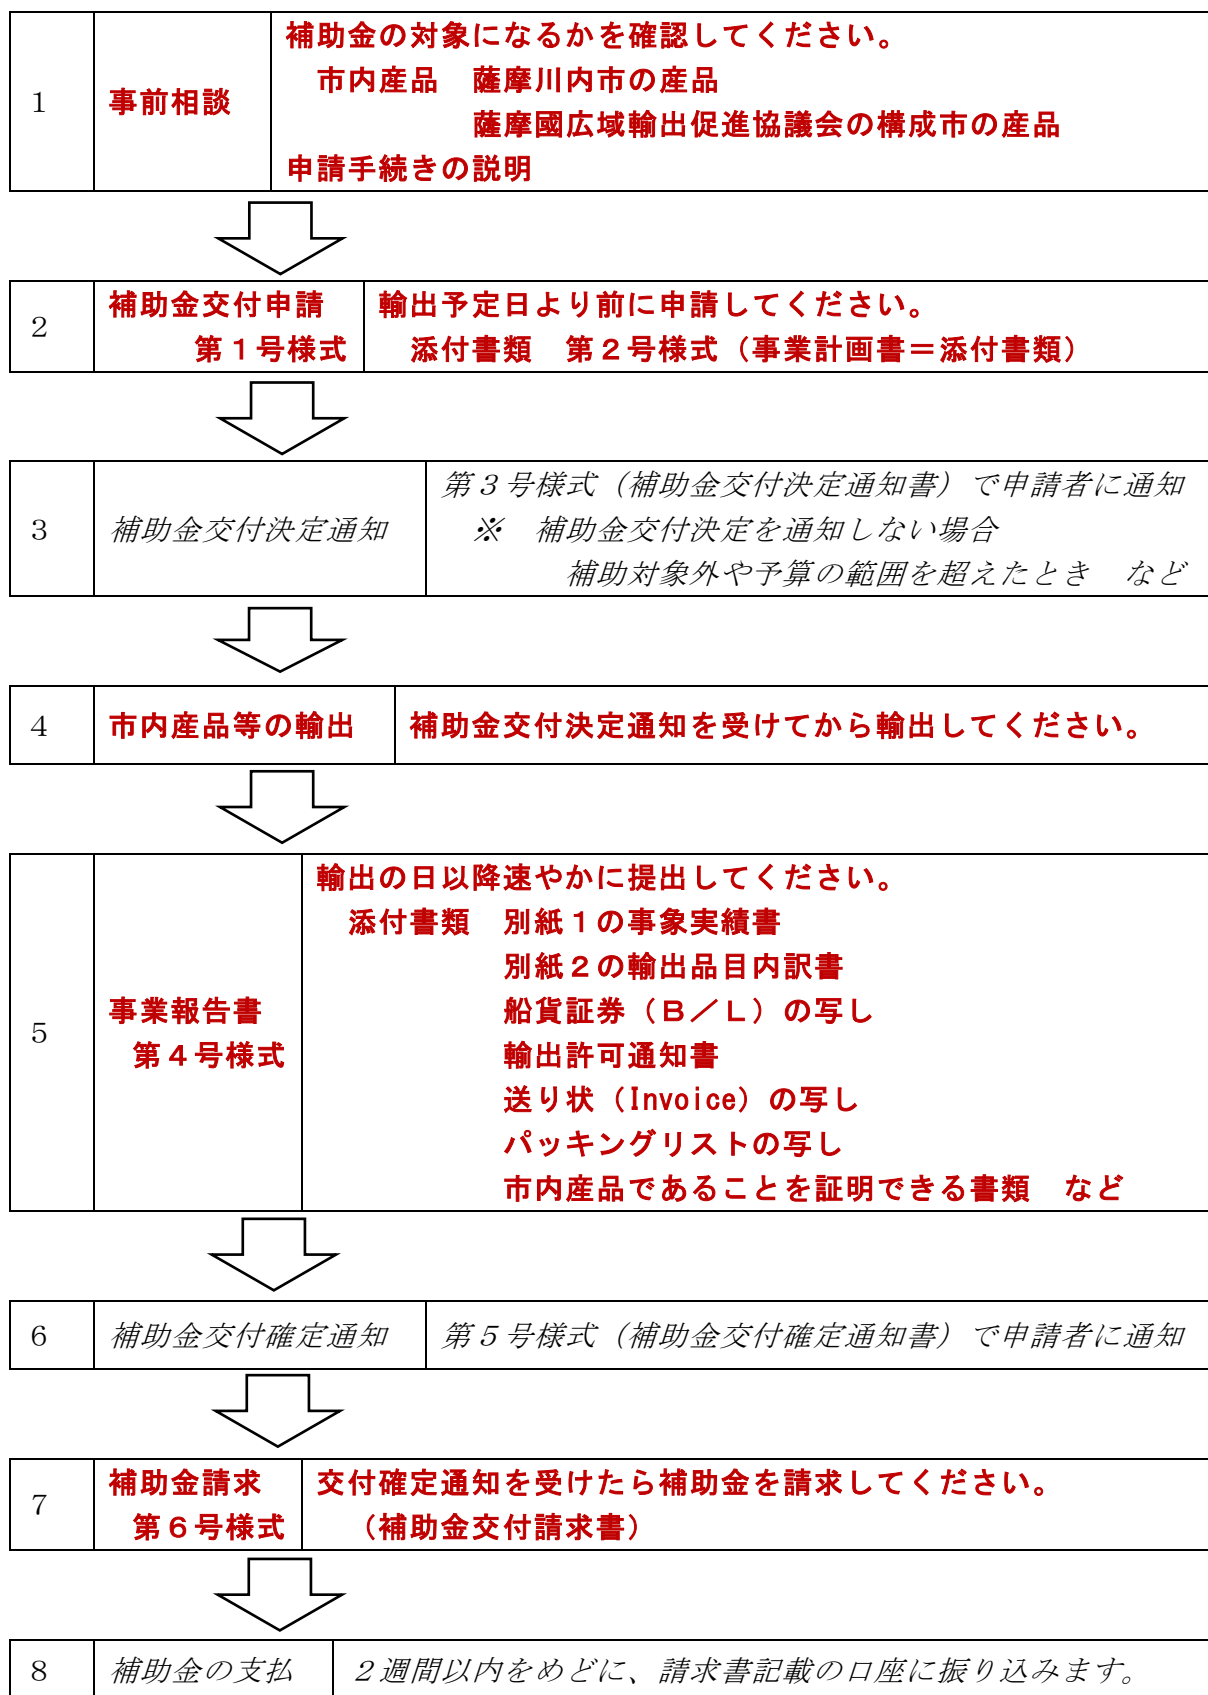 1
事前相談
補助金の対象になるかを確認してください。
市内産品　薩摩川内市の産品
薩摩國広域輸出促進協議会の構成市の産品
申請手続きの説明
2
補助金交付申請
第１号様式
輸出予定日より前に申請してください。
添付書類　第２号様式（事業計画書＝添付書類）
3
補助金交付決定通知
第３号様式（補助金交付決定通知書）で申請者に通知
※　補助金交付決定を通知しない場合
補助対象外や予算の範囲を超えたとき　など
4
市内産品等の輸出
補助金交付決定通知を受けてから輸出してください。
5
事業報告書
第４号様式
輸出の日以降速やかに提出してください。
添付書類　別紙１の事象実績書
別紙２の輸出品目内訳書
船貨証券（Ｂ／Ｌ）の写し
輸出許可通知書
送り状（Invoice）の写し
パッキングリストの写し
市内産品であることを証明できる書類　など
6
補助金交付確定通知
第５号様式（補助金交付確定通知書）で申請者に通知
7
補助金請求
第６号様式
交付確定通知を受けたら補助金を請求してください。
（補助金交付請求書）
8
補助金の支払
２週間以内をめどに、請求書記載の口座に振り込みます。